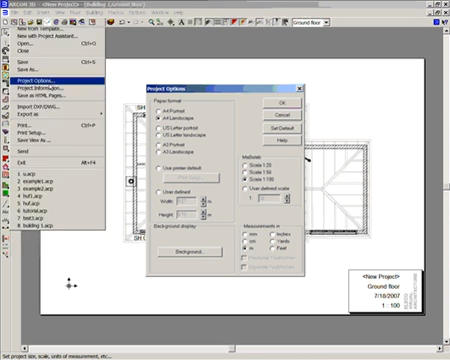 ARCON 3D - <New Project> - [Building (Ground floor)]
Ground floor
New from Template...
New with Project Assistant...
Open... Ctrl+O
Close
Save Ctrl+S
Save As...
Project Options...
Project Information...
Save as HTML Pages...
Import DXF/DWG...
Export as
Print... Ctrl+P
Print Setup...
Save View As...
Send
Exit Alt+F4
2 example1.acp
3 example2.acp
4 huf3.acp
5 huf.acp
6 tutorial.acp
7 test3.acp
8 building 1.acp
Project Options
Paper format
A4 Portrait
A4 Landscape
US Letter portrait
US Letter landscape
A3 Portrait
A3 Landscape
Use printer default
User defined
Width m
Height m
Background display
Background...
OK
Cancel
Set Default
Help
Maßstab
Scale 1:20
Scale 1:50
Scale 1:100
User defined scale
1
Measurements in
mm
cm
m
Inches
Yards
Feet
<New Project>
Ground floor
7/18/2007
1 : 100
Set project size, scale, units of measurement, etc...